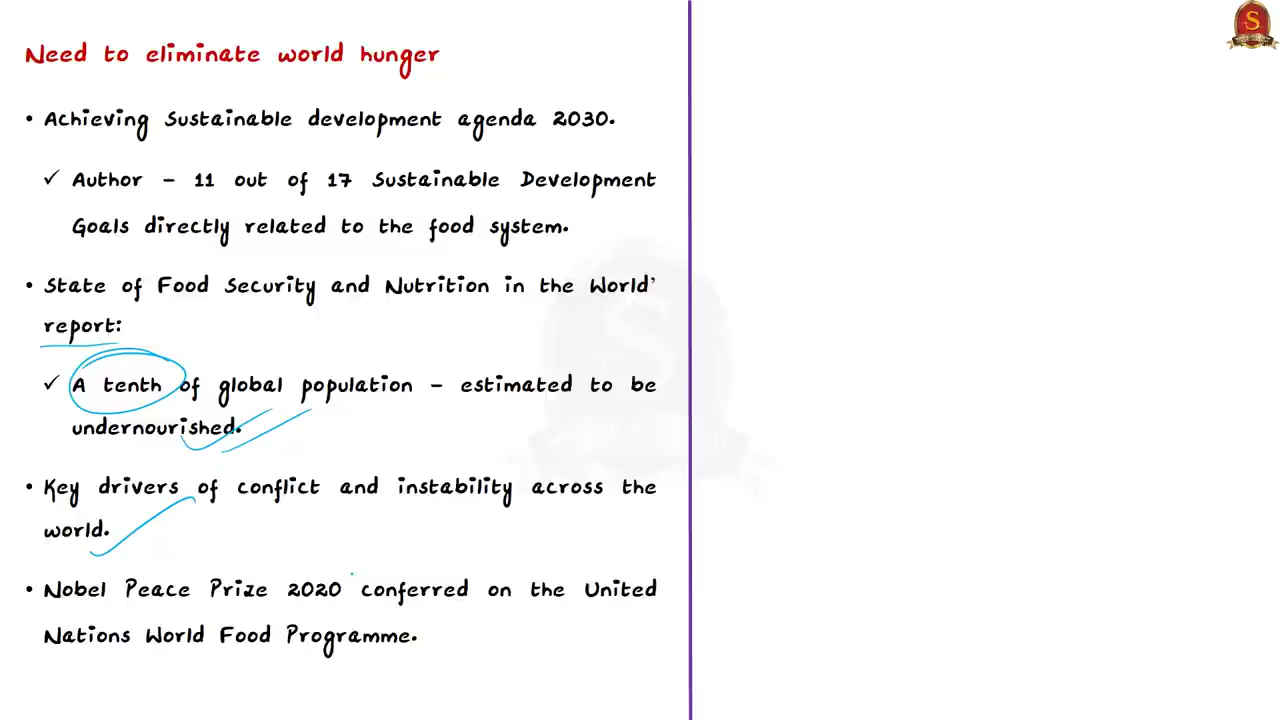 Need to eliminate world hunger
• Achieving Sustainable development agenda 2030.
✓ Author – 11 out of 17 Sustainable Development
Goals directly related to the food system.
• State of Food Security and Nutrition in the World'
report:
✓ A tenth of global population – estimated to be
undernourished.
• Key drivers of conflict and instability across the
world.
• Nobel Peace Prize 2020 conferred on the United
Nations World Food Programme.
S
S